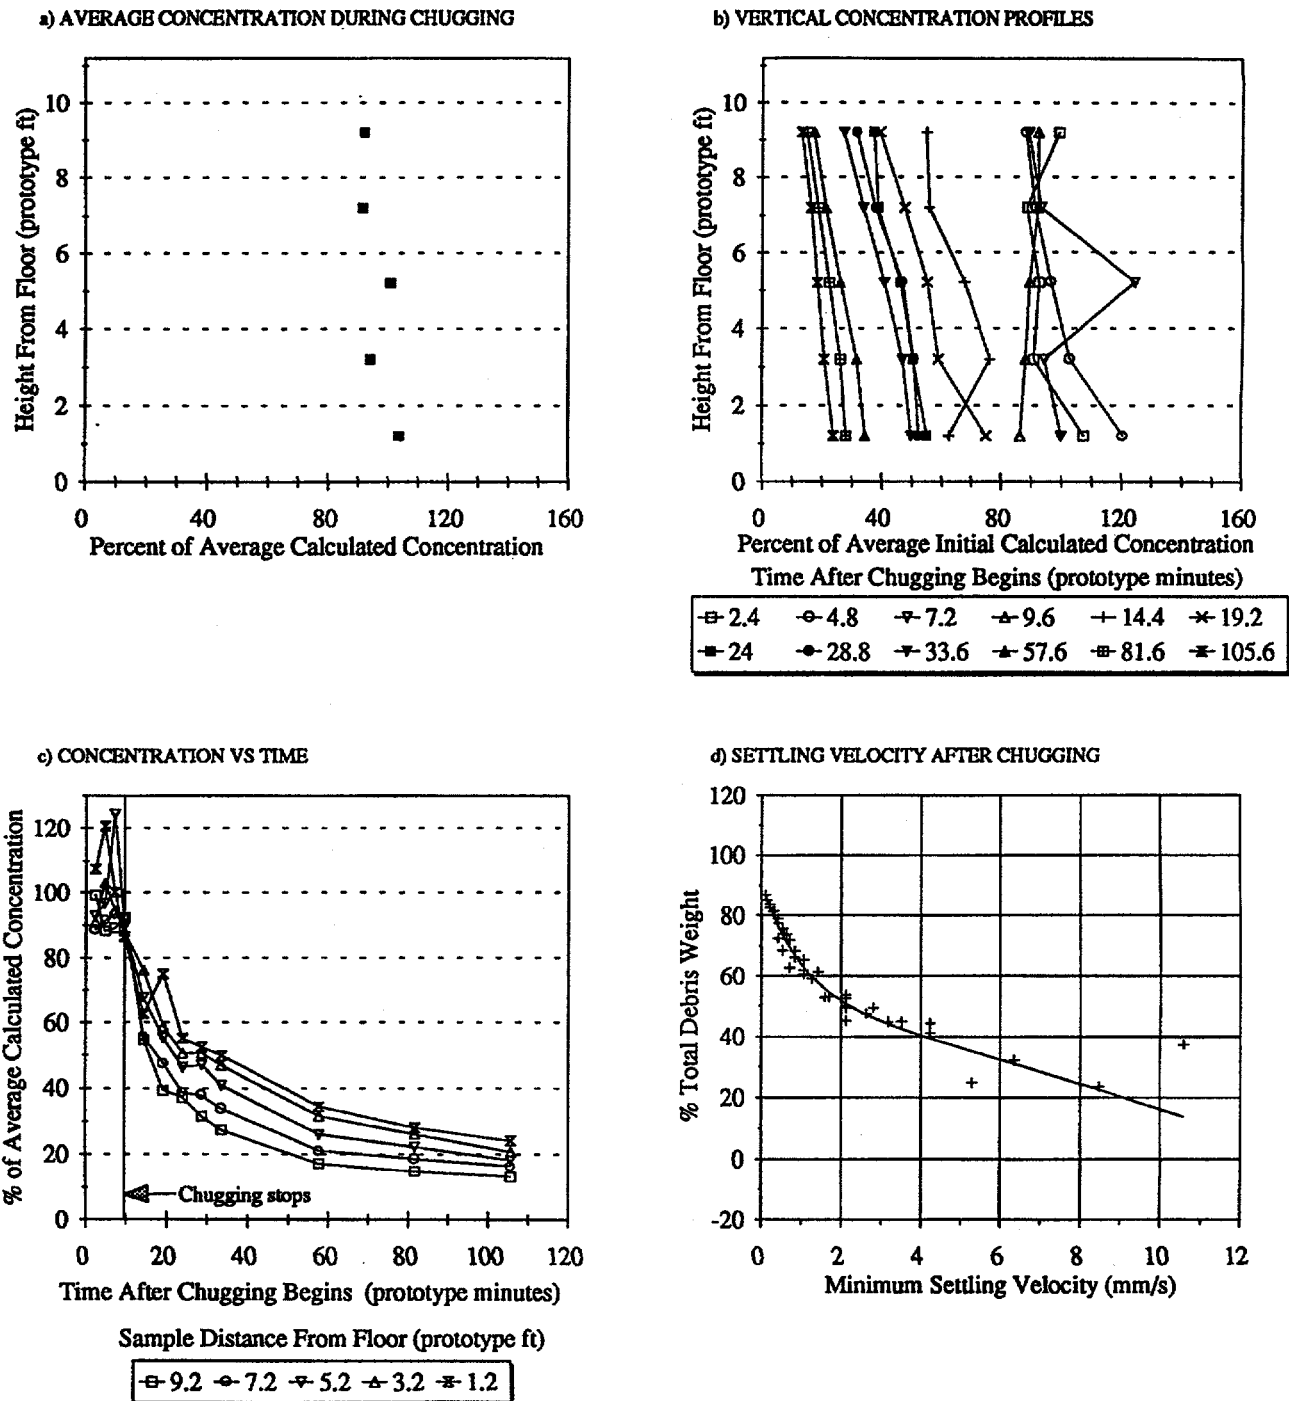 a) AVERAGE CONCENTRATION DURING CHUGGING
Height From Floor (prototype ft)
10
8
6
4
2
0
0 40 80 120 160
Percent of Average Calculated Concentration
b) VERTICAL CONCENTRATION PROFILES
Height From Floor (prototype ft)
10
8
6
4
2
0
0 40 80 120 160
Percent of Average Initial Calculated Concentration
Time After Chugging Begins (prototype minutes)
2.4 4.8 7.2 9.6 14.4 19.2
24 28.8 33.6 57.6 81.6 105.6
c) CONCENTRATION VS TIME
% of Average Calculated Concentration
120
100
80
60
40
20
0
Chugging stops
0 20 40 60 80 100 120
Time After Chugging Begins (prototype minutes)
Sample Distance From Floor (prototype ft)
9.2 7.2 5.2 3.2 1.2
d) SETTLING VELOCITY AFTER CHUGGING
% Total Debris Weight
120
100
80
60
40
20
0
-20
0 2 4 6 8 10 12
Minimum Settling Velocity (mm/s)